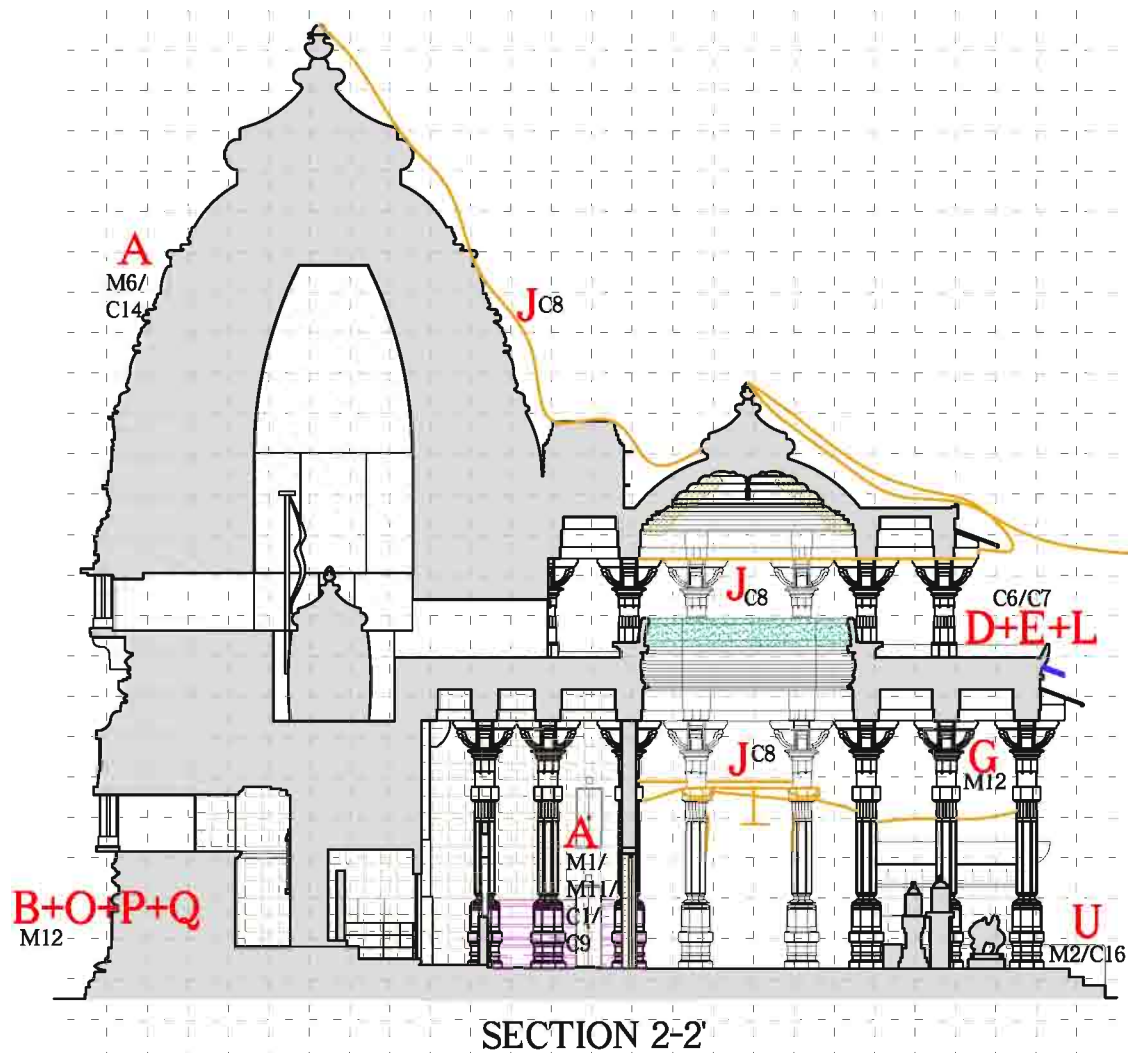 A
M6/
C14
J C8
J C8
C6/C7
D+E+L
J C8
G
M12
A
M1/
M11/
C1/
C9
B+O+P+Q
M12
U
M2/C16
SECTION 2-2'